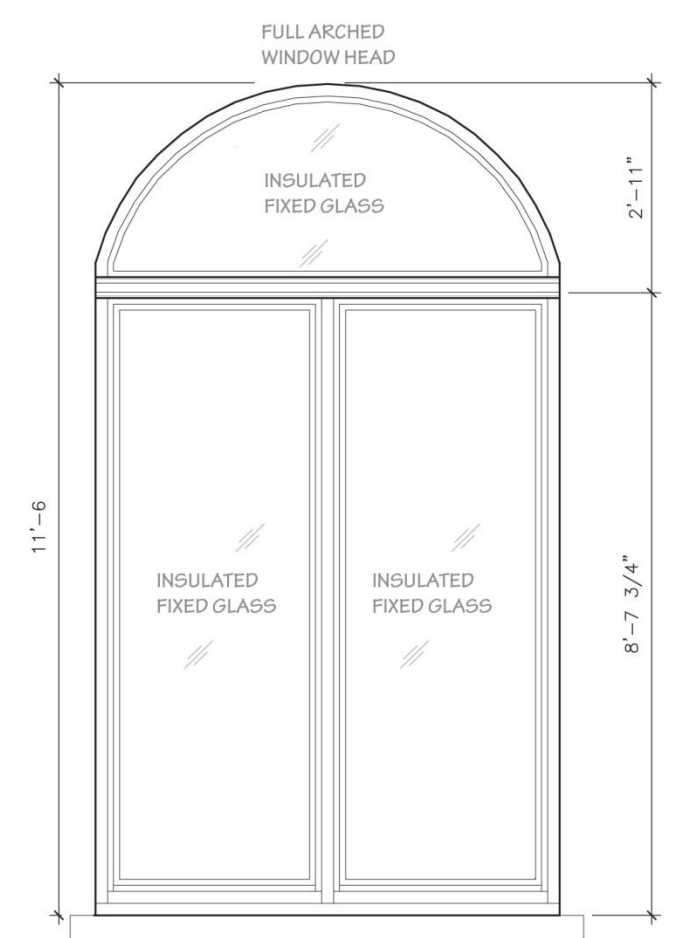 FULL ARCHED
WINDOW HEAD
INSULATED
FIXED GLASS
2'-11"
11'-6
INSULATED
FIXED GLASS
INSULATED
FIXED GLASS
8'-7 3/4"